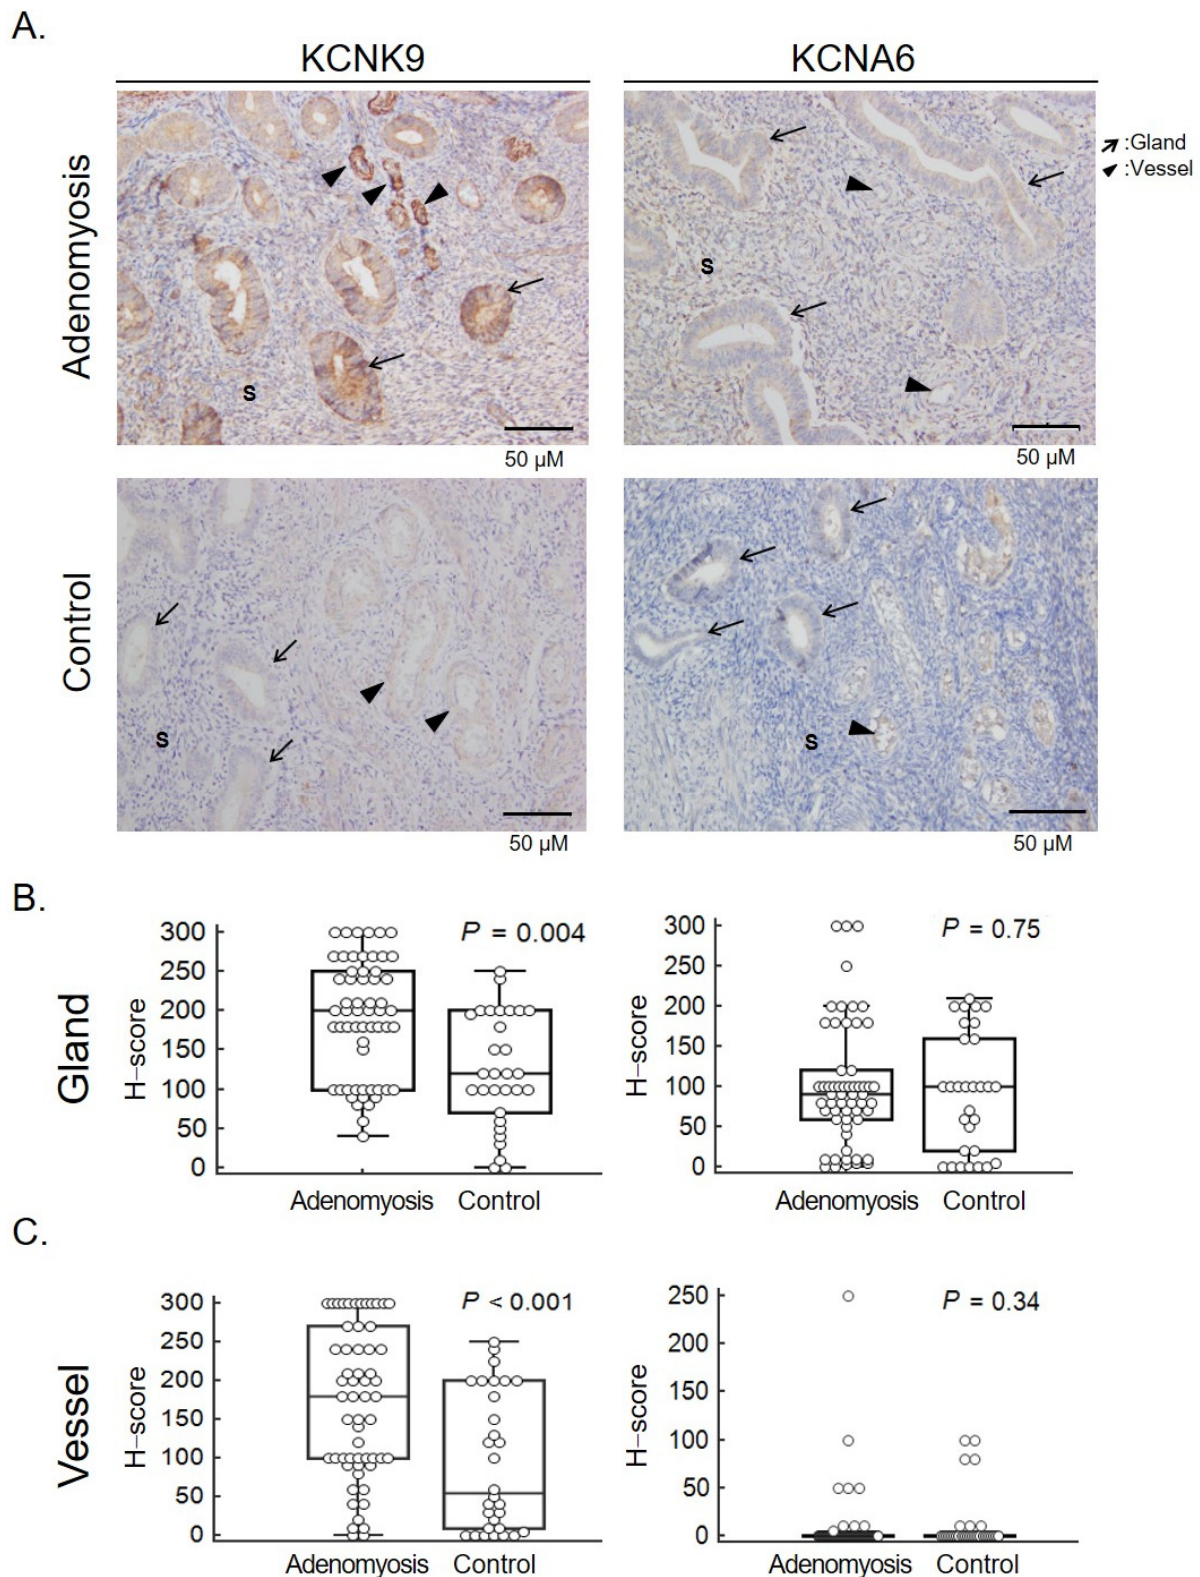 A.
KCNK9
KCNA6
Adenomyosis
:Gland
:Vessel
S
S
50 µM
50 µM
Control
S
S
50 µM
50 µM
B.
Gland
H–score
300
250
200
150
100
50
0
P = 0.004
Adenomyosis
Control
H–score
300
250
200
150
100
50
0
P = 0.75
Adenomyosis
Control
C.
Vessel
H–score
300
250
200
150
100
50
0
P < 0.001
Adenomyosis
Control
H–score
250
200
150
100
50
0
P = 0.34
Adenomyosis
Control